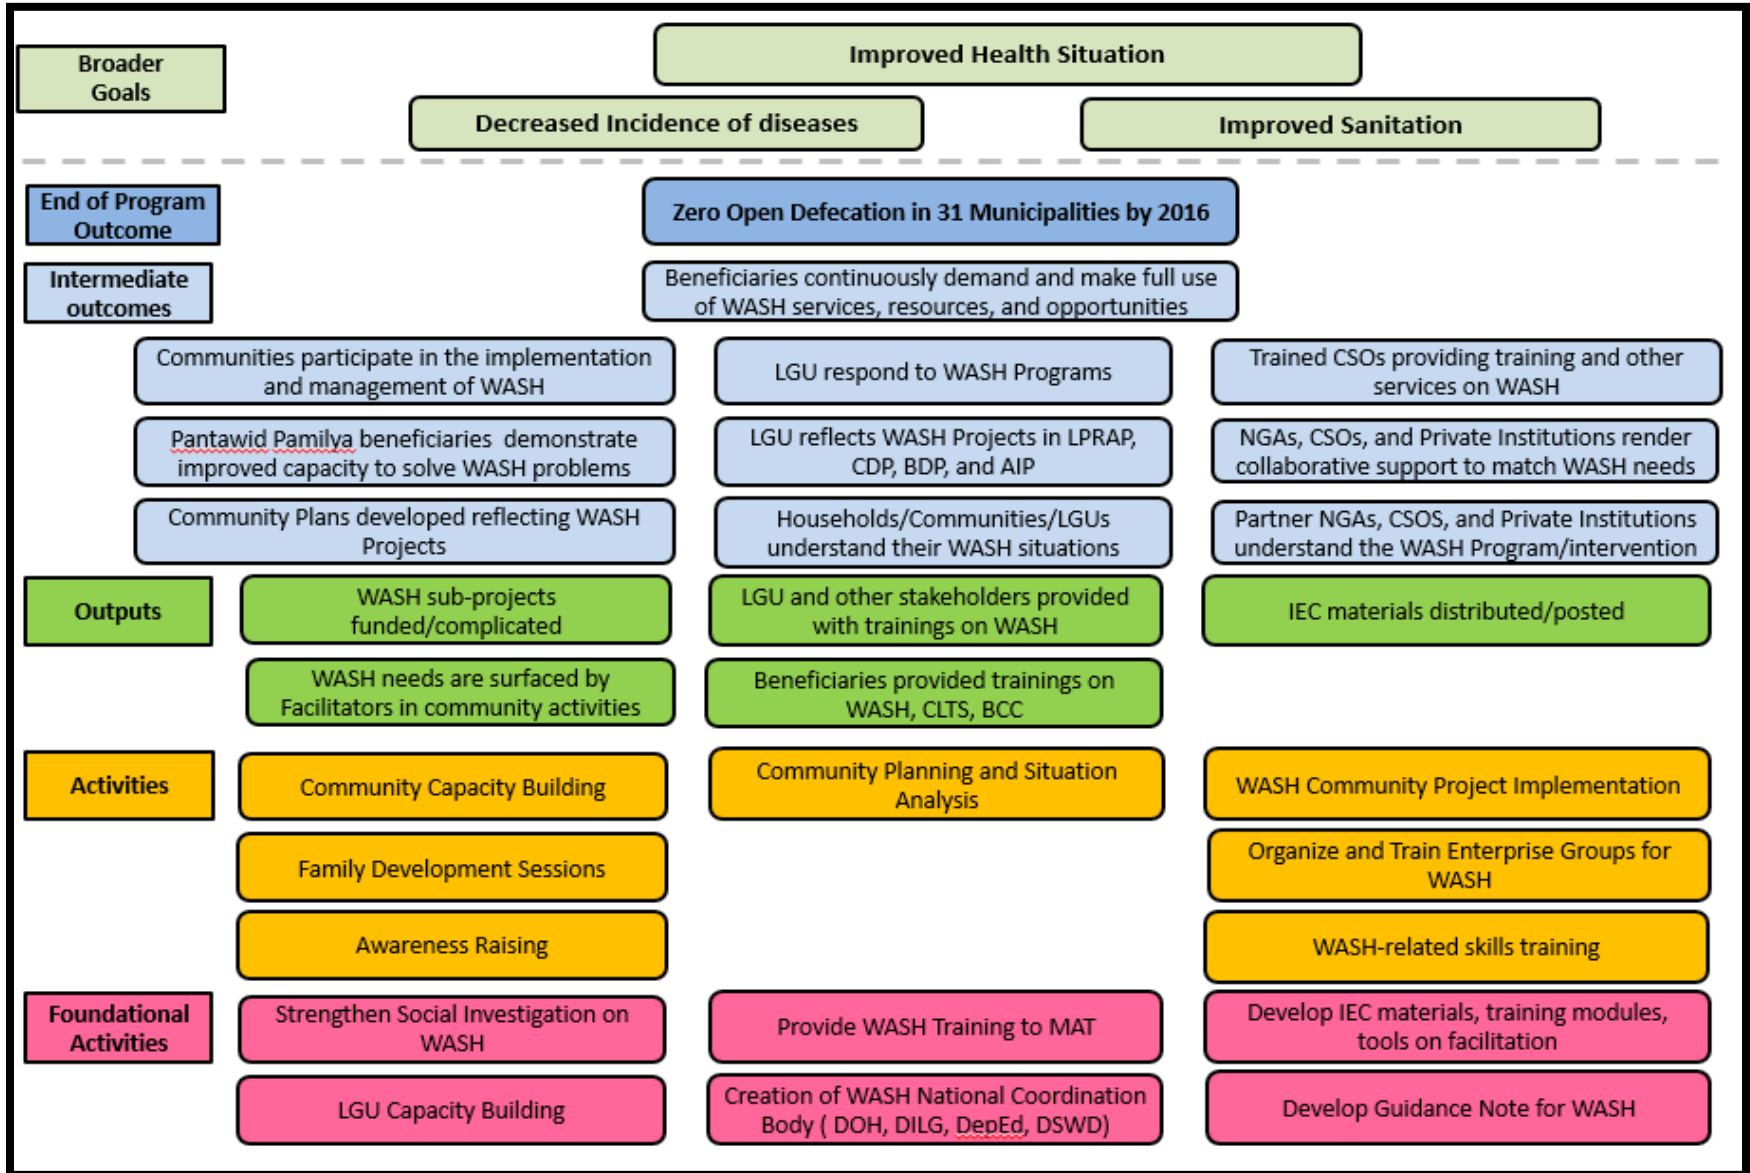 Broader
Goals
Improved Health Situation
Decreased Incidence of diseases
Improved Sanitation
End of Program
Outcome
Zero Open Defecation in 31 Municipalities by 2016
Intermediate
outcomes
Beneficiaries continuously demand and make full use
of WASH services, resources, and opportunities
Communities participate in the implementation
and management of WASH
LGU respond to WASH Programs
Trained CSOs providing training and other
services on WASH
Pantawid Pamilya beneficiaries demonstrate
improved capacity to solve WASH problems
LGU reflects WASH Projects in LPRAP,
CDP, BDP, and AIP
NGAs, CSOs, and Private Institutions render
collaborative support to match WASH needs
Community Plans developed reflecting WASH
Projects
Households/Communities/LGUs
understand their WASH situations
Partner NGAs, CSOS, and Private Institutions
understand the WASH Program/intervention
Outputs
WASH sub-projects
funded/complicated
LGU and other stakeholders provided
with trainings on WASH
IEC materials distributed/posted
WASH needs are surfaced by
Facilitators in community activities
Beneficiaries provided trainings on
WASH, CLTS, BCC
Activities
Community Capacity Building
Community Planning and Situation
Analysis
WASH Community Project Implementation
Family Development Sessions
Organize and Train Enterprise Groups for
WASH
Awareness Raising
WASH-related skills training
Foundational
Activities
Strengthen Social Investigation on
WASH
Provide WASH Training to MAT
Develop IEC materials, training modules,
tools on facilitation
LGU Capacity Building
Creation of WASH National Coordination
Body ( DOH, DILG, DepEd, DSWD)
Develop Guidance Note for WASH